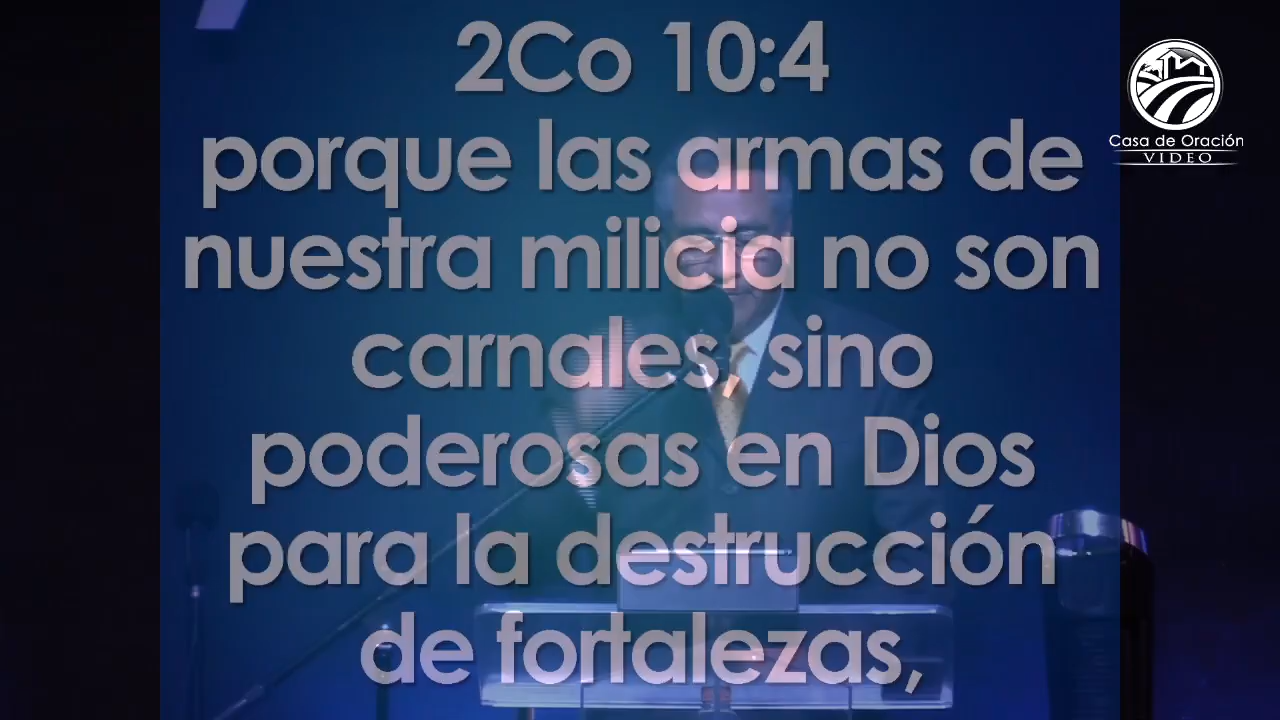 2Co 10:4
porque las armas de
nuestra milicia no son
carnales, sino
poderosas en Dios
para la destrucción
de fortalezas,
Casa de Oración
VIDEO